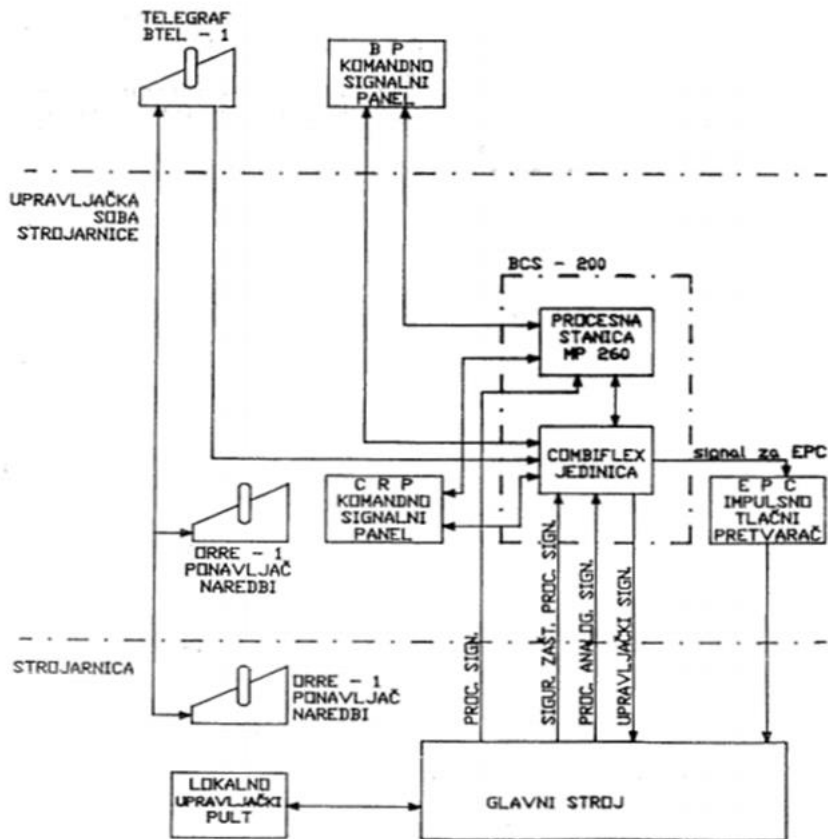 TELEGRAF
BTEL - 1
B P
KOMANDNO
SIGNALNI
PANEL
UPRAVLJAČKA
SOBA
STROJARNICE
BCS - 200
PROCESNA
STANICA
MP 260
COMBIFLEX
JEDINICA
signal za EPC
C R P
KOMANDNO
SIGNALNI
PANEL
E P C
IMPULSNO
TLAČNI
PRETVARAČ
ORRE - 1
PONAVLJAČ
NAREDBI
PROC. SIGN.
SIGUR. ZAŠT. PROC. SIGN.
PROC. ANALOG. SIGN.
UPRAVLJAČKI SIGN.
STROJARNICA
ORRE - 1
PONAVLJAČ
NAREDBI
LOKALNO
UPRAVLJAČKI
PULT
GLAVNI STROJ